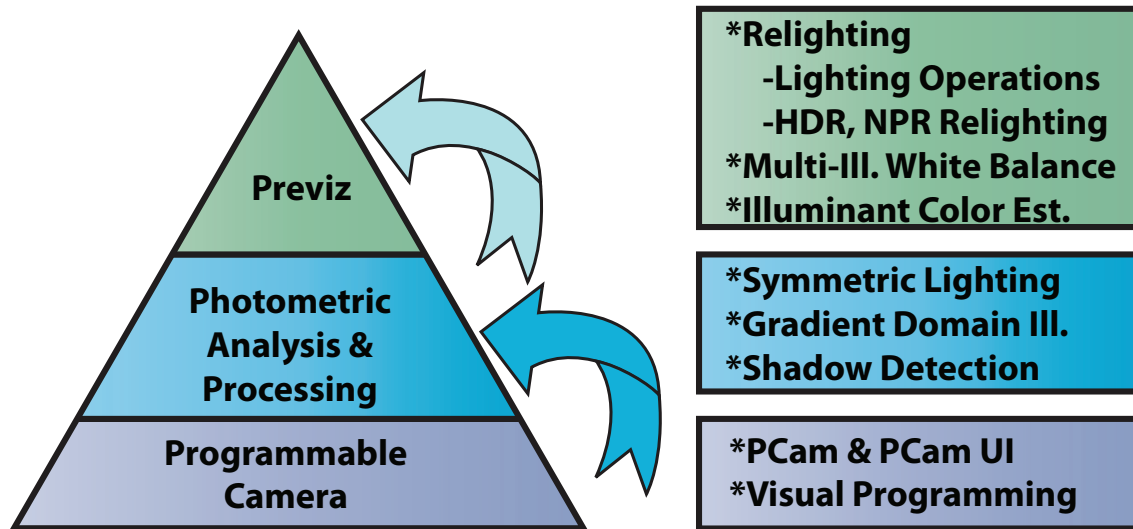 Previz
Photometric
Analysis &
Processing
Programmable
Camera
*Relighting
-Lighting Operations
-HDR, NPR Relighting
*Multi-Ill. White Balance
*Illuminant Color Est.
*Symmetric Lighting
*Gradient Domain Ill.
*Shadow Detection
*PCam & PCam UI
*Visual Programming